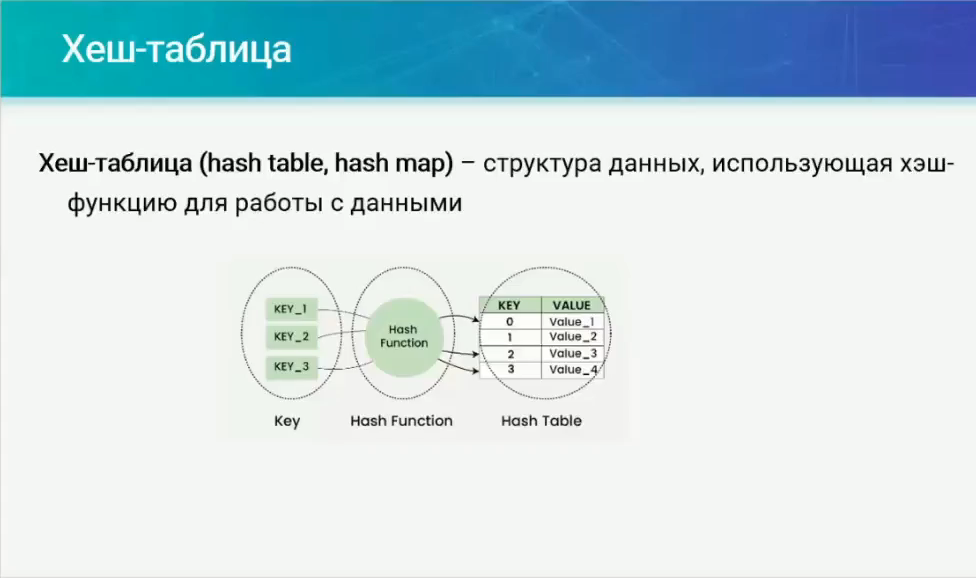 Хеш-таблица
Хеш-таблица (hash table, hash map) – структура данных, использующая хэш-
функцию для работы с данными
KEY_1
KEY_2
KEY_3
Hash
Function
KEY VALUE
0 Value_1
1 Value_2
2 Value_3
3 Value_4
Key Hash Function Hash Table